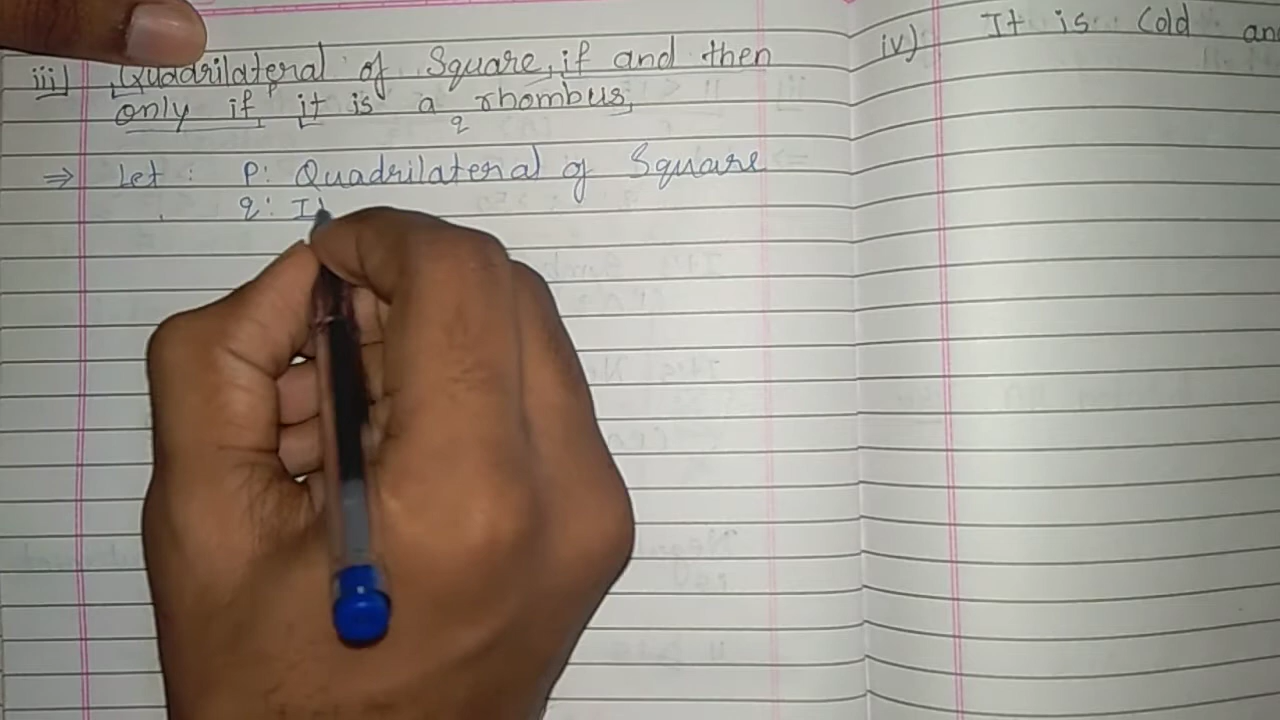 iii) Quadrilateral of Square, if and then
only if it is a rhombus,
p
q
⇒ Let : P: Quadrilateral of Square
q: It
iv) It is Cold an